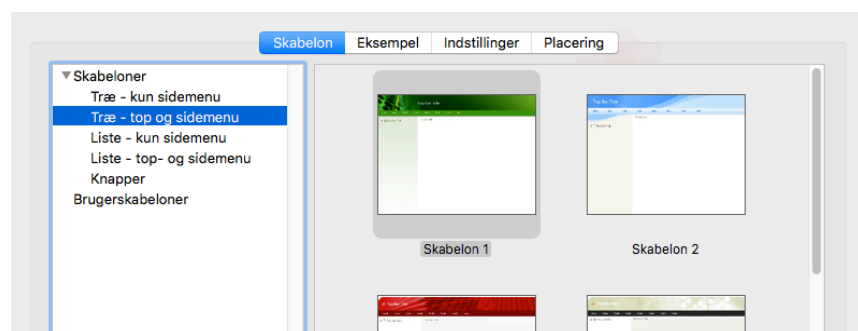 Skabelon Eksempel Indstillinger Placering
Skabeloner
Træ - kun sidemenu
Træ - top og sidemenu
Liste - kun sidemenu
Liste - top- og sidemenu
Knapper
Brugerskabeloner
Skabelon 1
Skabelon 2